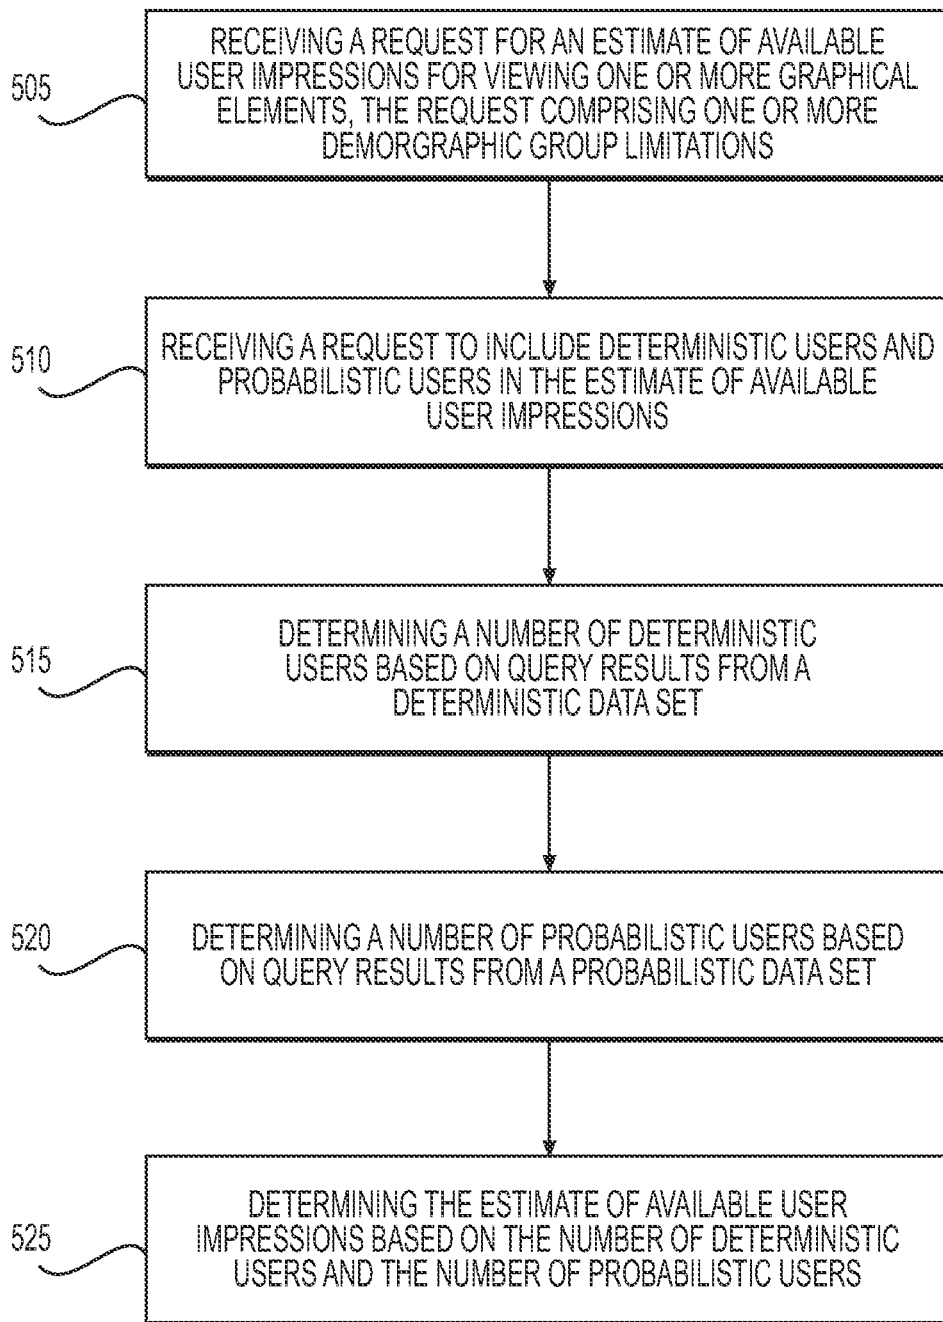 505
RECEIVING A REQUEST FOR AN ESTIMATE OF AVAILABLE
USER IMPRESSIONS FOR VIEWING ONE OR MORE GRAPHICAL
ELEMENTS, THE REQUEST COMPRISING ONE OR MORE
DEMORGRAPHIC GROUP LIMITATIONS
510
RECEIVING A REQUEST TO INCLUDE DETERMINISTIC USERS AND
PROBABILISTIC USERS IN THE ESTIMATE OF AVAILABLE
USER IMPRESSIONS
515
DETERMINING A NUMBER OF DETERMINISTIC
USERS BASED ON QUERY RESULTS FROM A
DETERMINISTIC DATA SET
520
DETERMINING A NUMBER OF PROBABILISTIC USERS BASED
ON QUERY RESULTS FROM A PROBABILISTIC DATA SET
525
DETERMINING THE ESTIMATE OF AVAILABLE USER
IMPRESSIONS BASED ON THE NUMBER OF DETERMINISTIC
USERS AND THE NUMBER OF PROBABILISTIC USERS